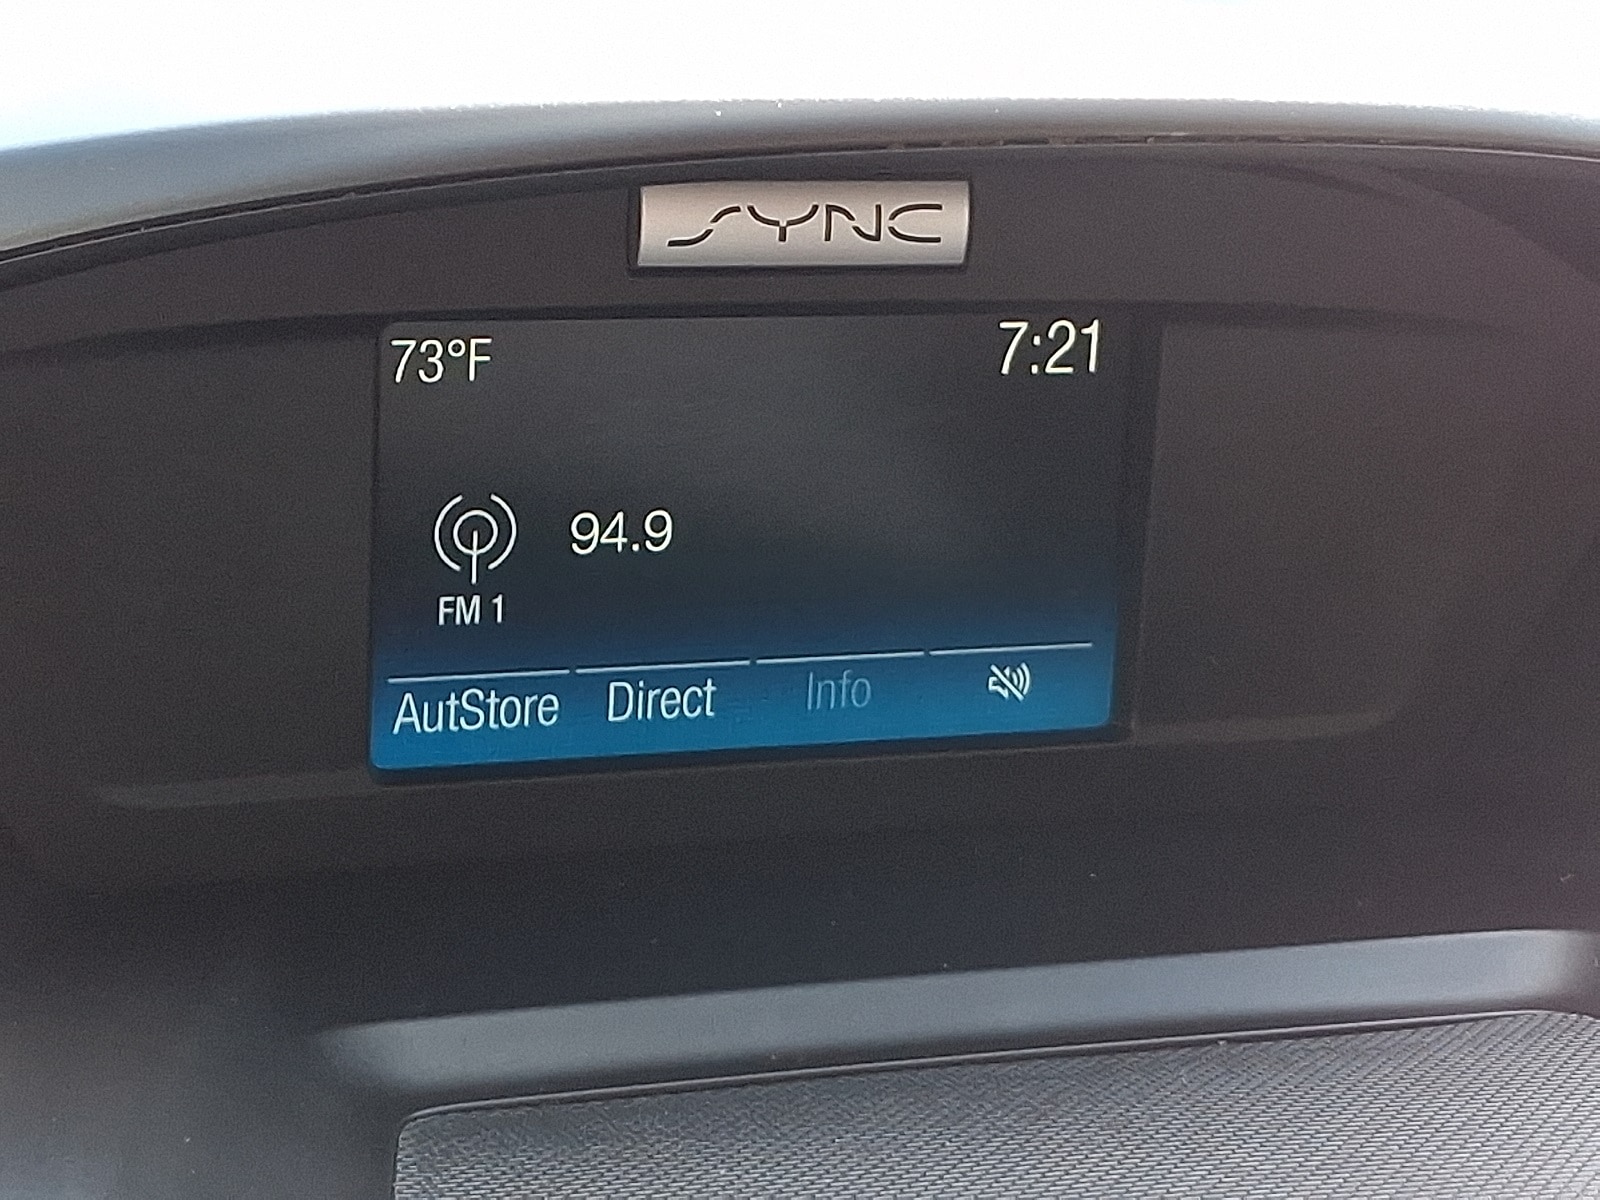 SYNC
73°F 7:21
94.9
FM 1
AutStore Direct Info